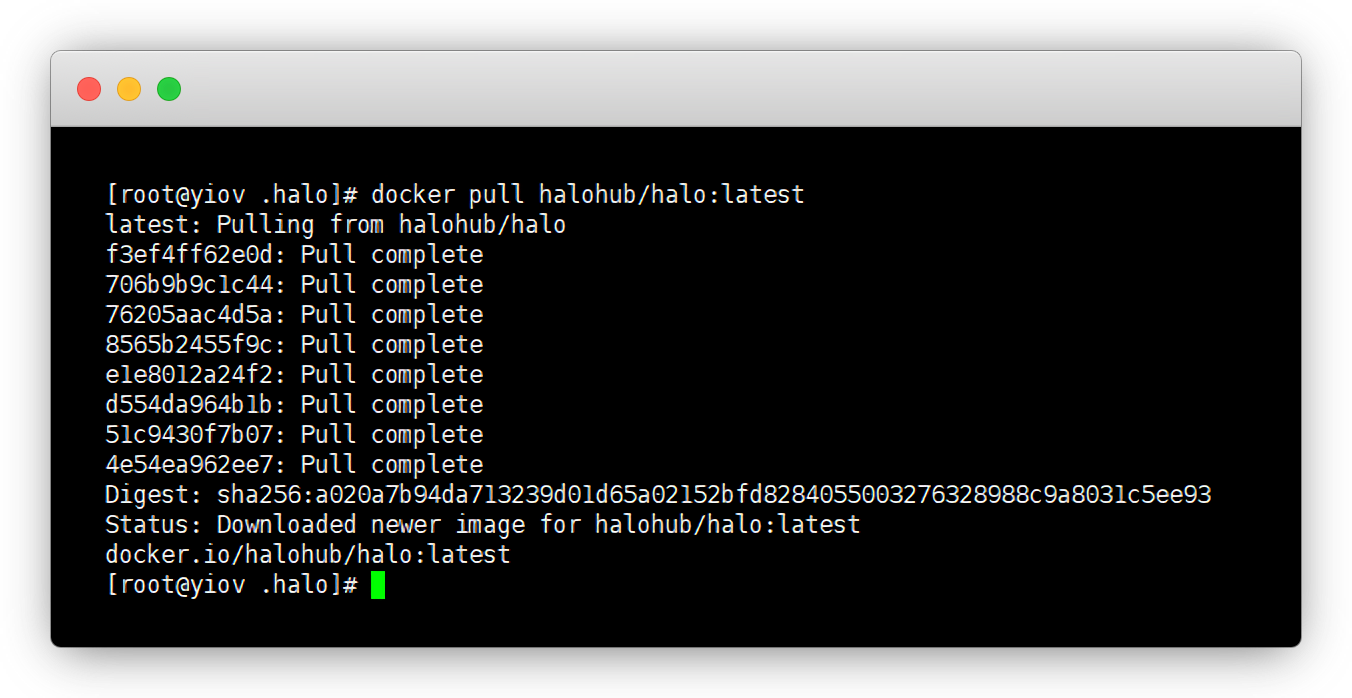 [root@yiov .halo]# docker pull halohub/halo:latest
latest: Pulling from halohub/halo
f3ef4ff62e0d: Pull complete
706b9b9c1c44: Pull complete
76205aac4d5a: Pull complete
8565b2455f9c: Pull complete
e1e8012a24f2: Pull complete
d554da964b1b: Pull complete
51c9430f7b07: Pull complete
4e54ea962ee7: Pull complete
Digest: sha256:a020a7b94da713239d01d65a02152bfd8284055003276328988c9a8031c5ee93
Status: Downloaded newer image for halohub/halo:latest
docker.io/halohub/halo:latest
[root@yiov .halo]#